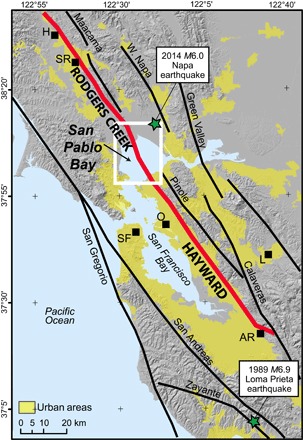 122°55'
122°30'
122°5'
122°40'
H
Maacama
W. Napa
2014 M6.0
Napa
earthquake
SR
38°20'
RODGERS CREEK
Green Valley
San
Pablo
Bay
37°55'
Pinole
O
SF
San Francisco
Bay
HAYWARD
L
San Gregorio
Calaveras
37°30'
Pacific
Ocean
San Andreas
AR
1989 M6.9
Loma Prieta
earthquake
Zayante
Urban areas
0 5 10 20 km
37°5'